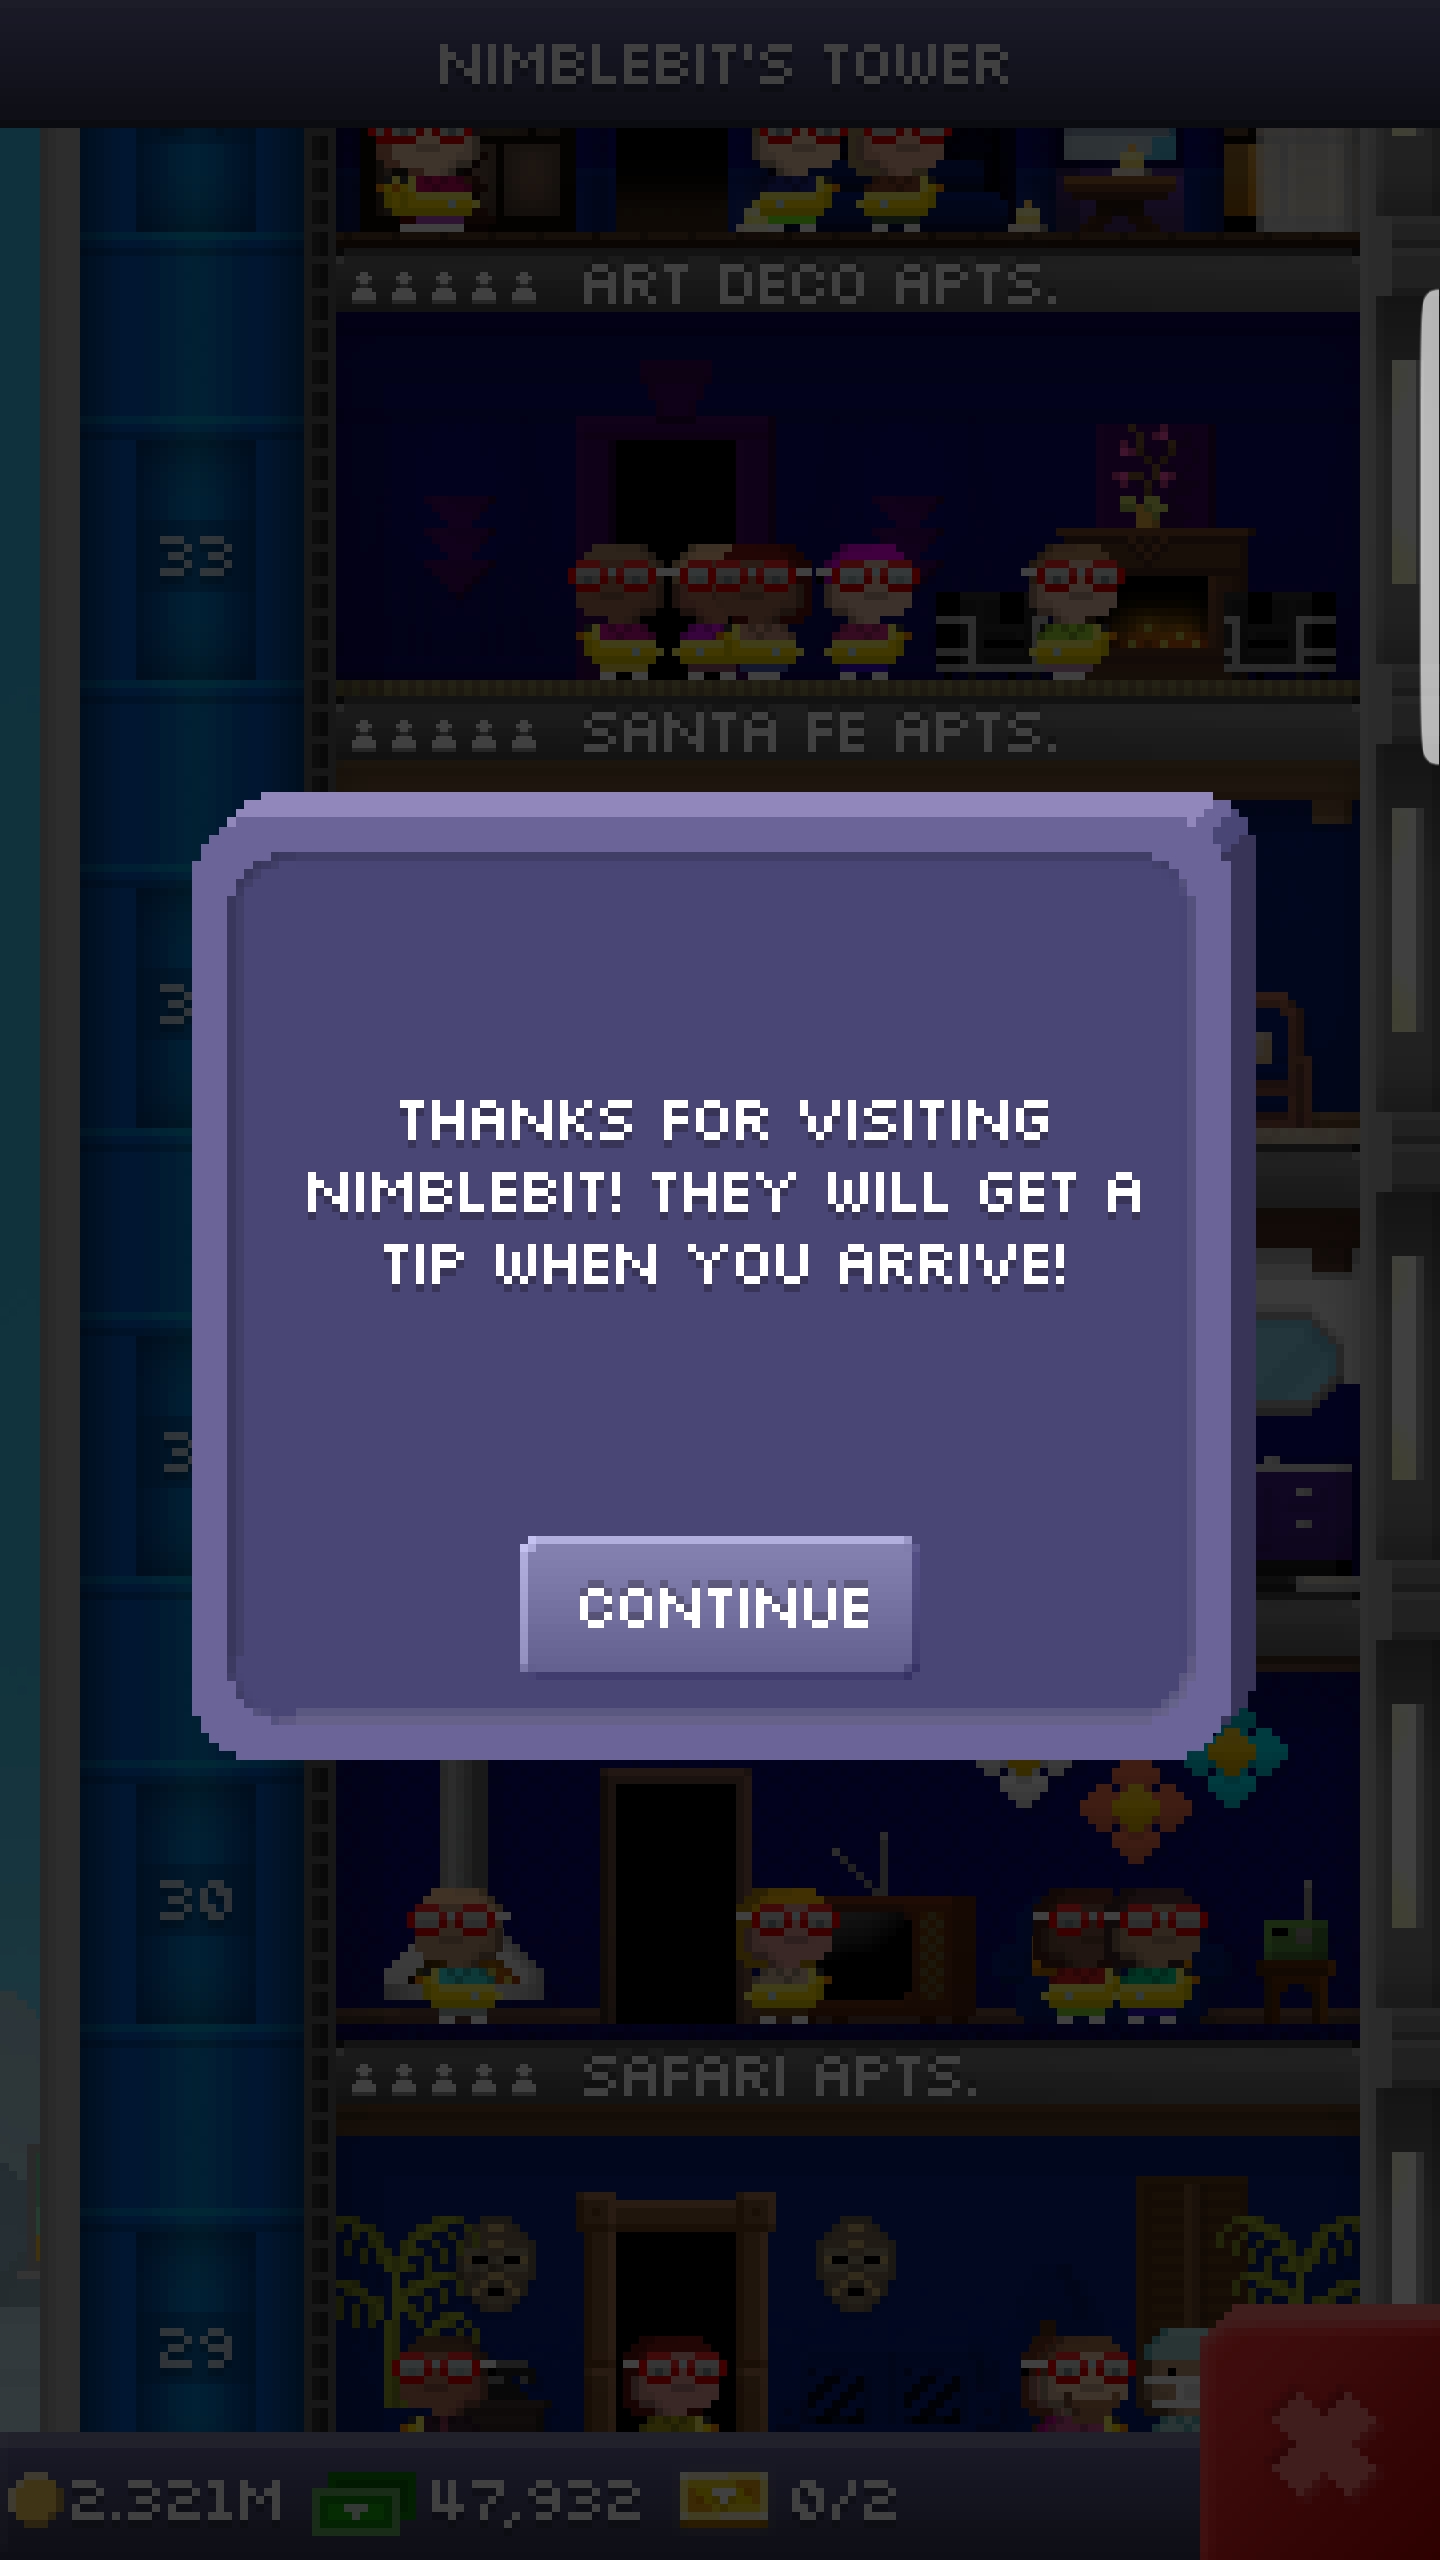 NIMBLEBIT'S TOWER
ART DECO APTS.
33
SANTA FE APTS.
THANKS FOR VISITING
NIMBLEBIT! THEY WILL GET A
TIP WHEN YOU ARRIVE!
CONTINUE
30
SAFARI APTS.
29
2.321M 47,932 0/2